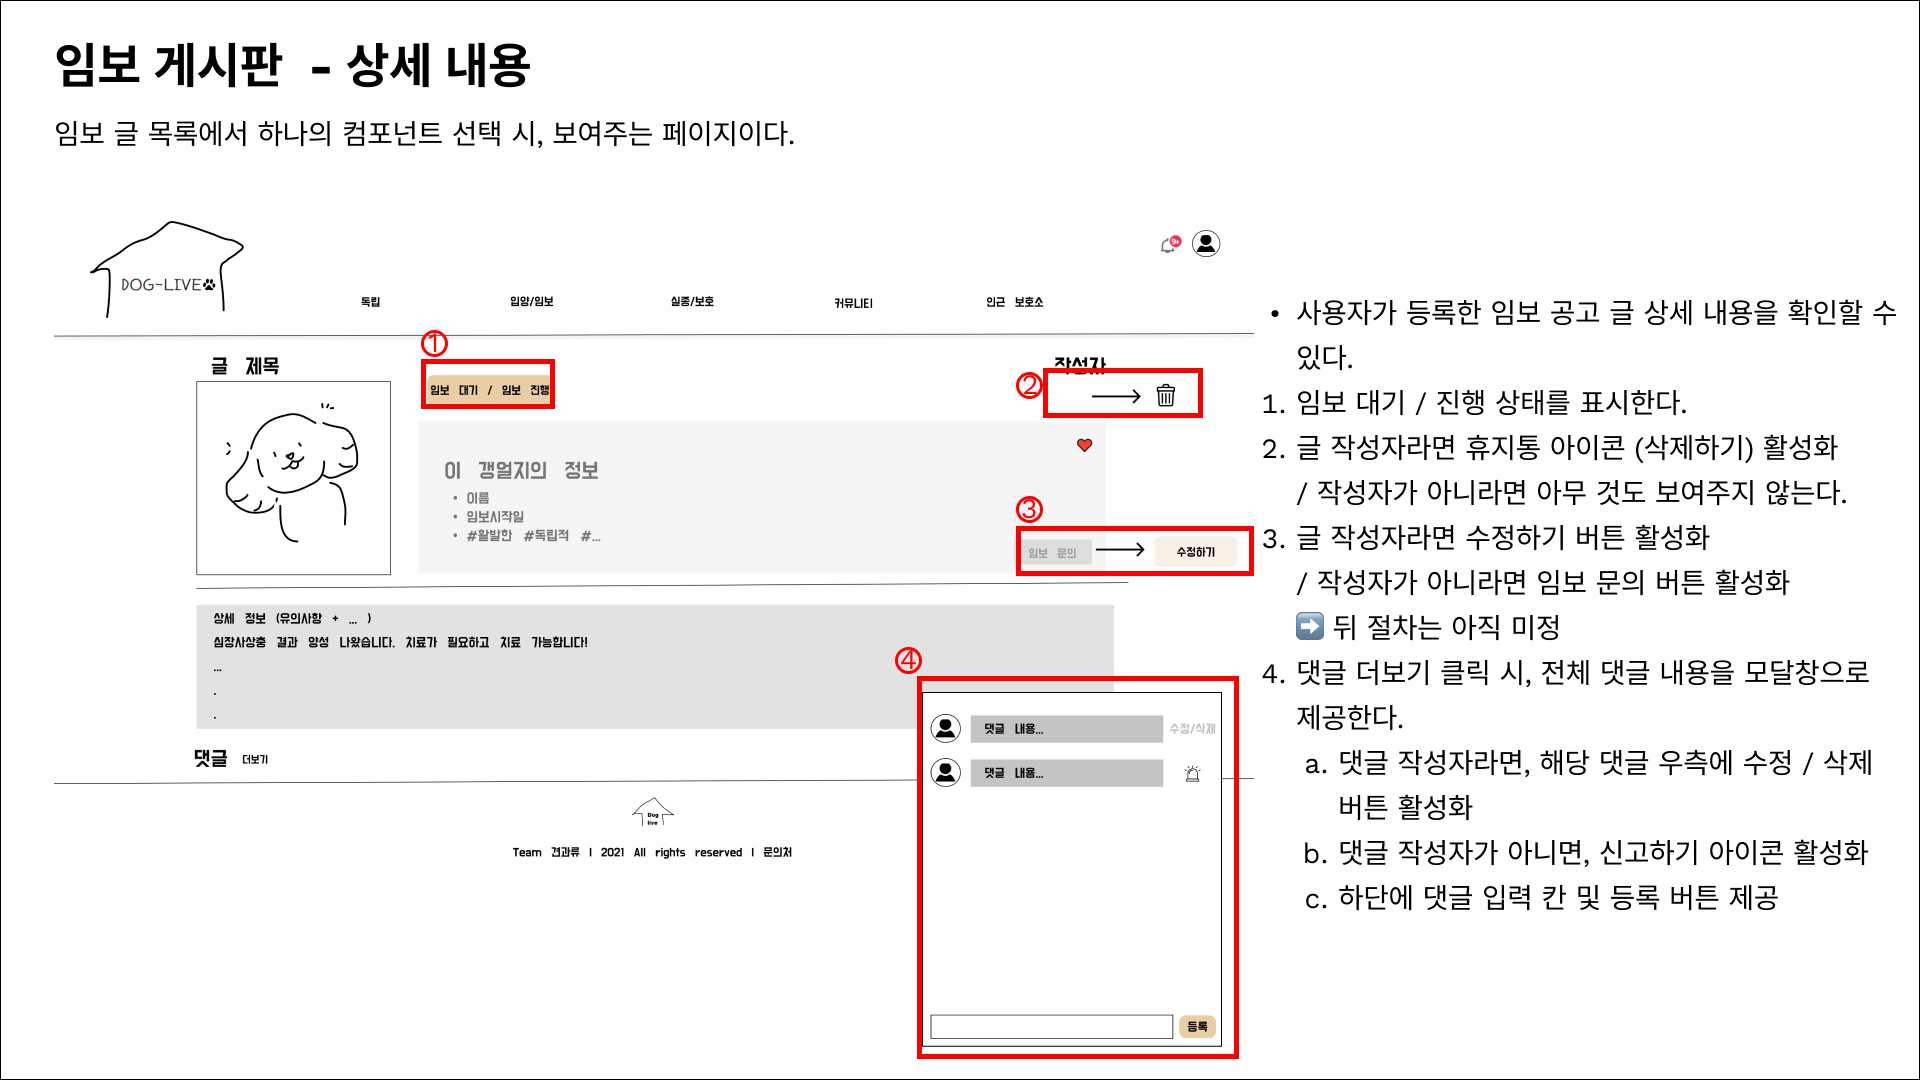 임보 게시판 - 상세 내용
임보 글 목록에서 하나의 컴포넌트 선택 시, 보여주는 페이지이다.
9+
DOG-LIVE
독립
입양/임보
실종/보호
커뮤니티
인근 보호소
글 제목
①
임보 대기 / 임보 진행
작성자
②
이 갱얼지의 정보
• 이름
• 임보시작일
• #활발한 #독립적 #...
③
임보 문의
수정하기
상세 정보 (유의사항 + ... )
심장사상충 결과 양성 나왔습니다. 치료가 필요하고 치료 가능합니다!
...
.
.
댓글 더보기
④
댓글 내용...
수정/삭제
댓글 내용...
등록
Dog
live
Team 견과류 | 2021 All rights reserved | 문의처
• 사용자가 등록한 임보 공고 글 상세 내용을 확인할 수
있다.
1. 임보 대기 / 진행 상태를 표시한다.
2. 글 작성자라면 휴지통 아이콘 (삭제하기) 활성화
/ 작성자가 아니라면 아무 것도 보여주지 않는다.
3. 글 작성자라면 수정하기 버튼 활성화
/ 작성자가 아니라면 임보 문의 버튼 활성화
➡ 뒤 절차는 아직 미정
4. 댓글 더보기 클릭 시, 전체 댓글 내용을 모달창으로
제공한다.
a. 댓글 작성자라면, 해당 댓글 우측에 수정 / 삭제
버튼 활성화
b. 댓글 작성자가 아니면, 신고하기 아이콘 활성화
c. 하단에 댓글 입력 칸 및 등록 버튼 제공